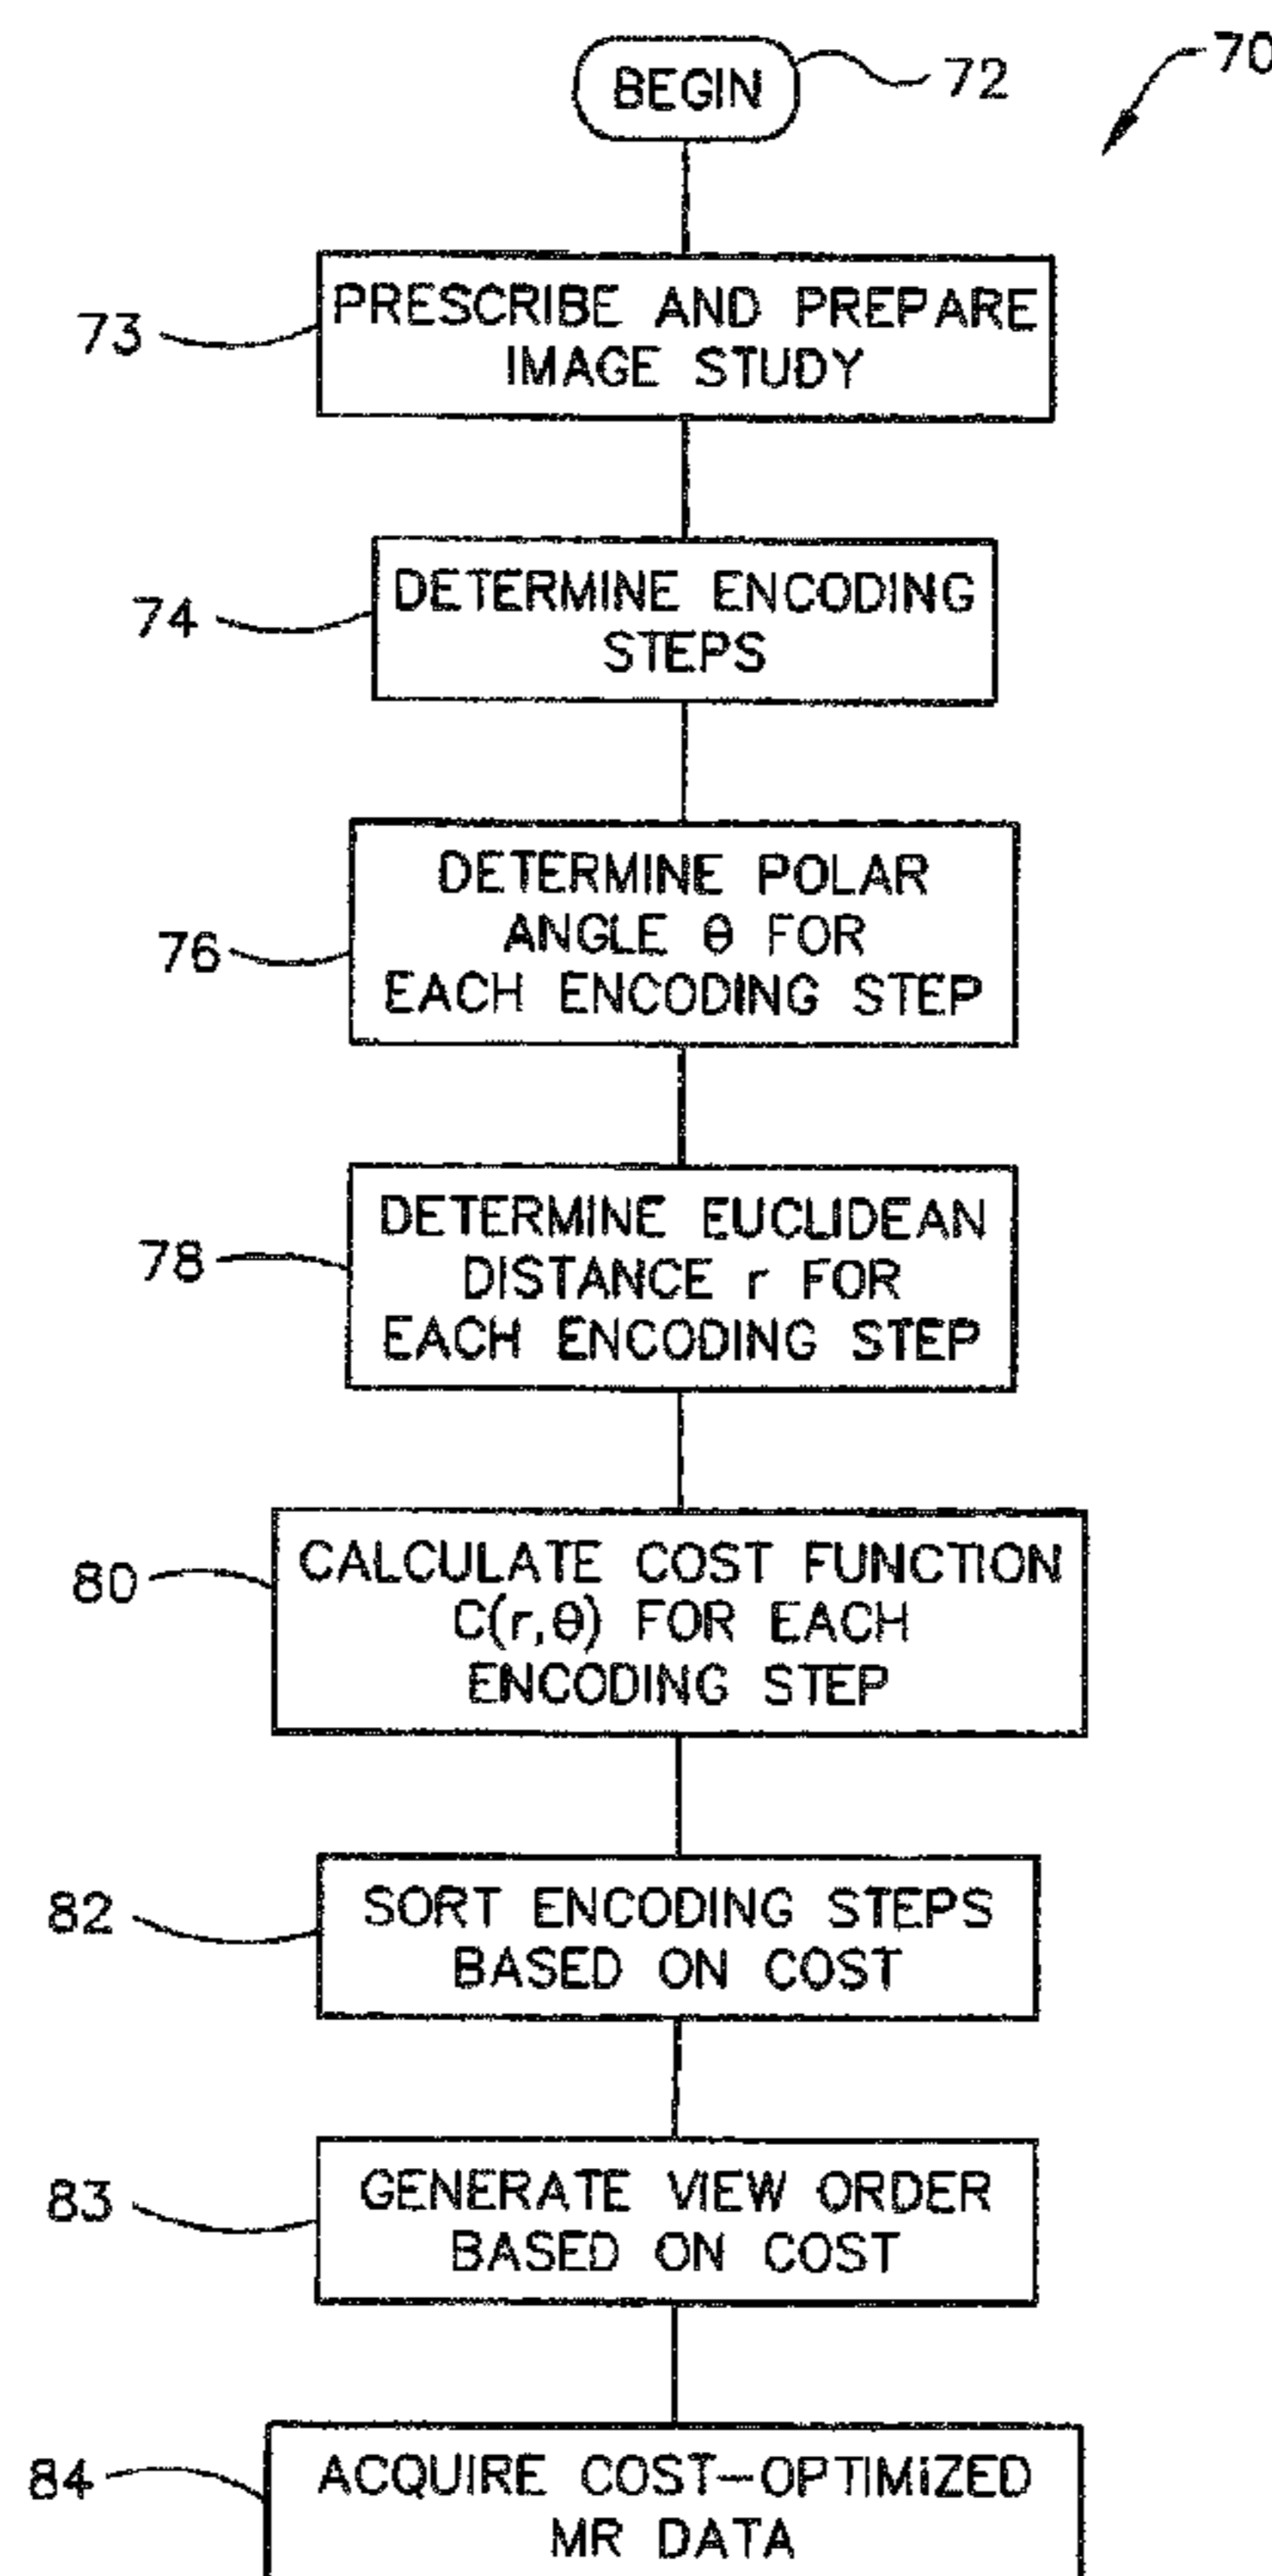 70
BEGIN 72
73
PRESCRIBE AND PREPARE
IMAGE STUDY
74
DETERMINE ENCODING
STEPS
76
DETERMINE POLAR
ANGLE θ FOR
EACH ENCODING STEP
78
DETERMINE EUCLIDEAN
DISTANCE r FOR
EACH ENCODING STEP
80
CALCULATE COST FUNCTION
C(r,θ) FOR EACH
ENCODING STEP
82
SORT ENCODING STEPS
BASED ON COST
83
GENERATE VIEW ORDER
BASED ON COST
84
ACQUIRE COST-OPTIMIZED
MR DATA